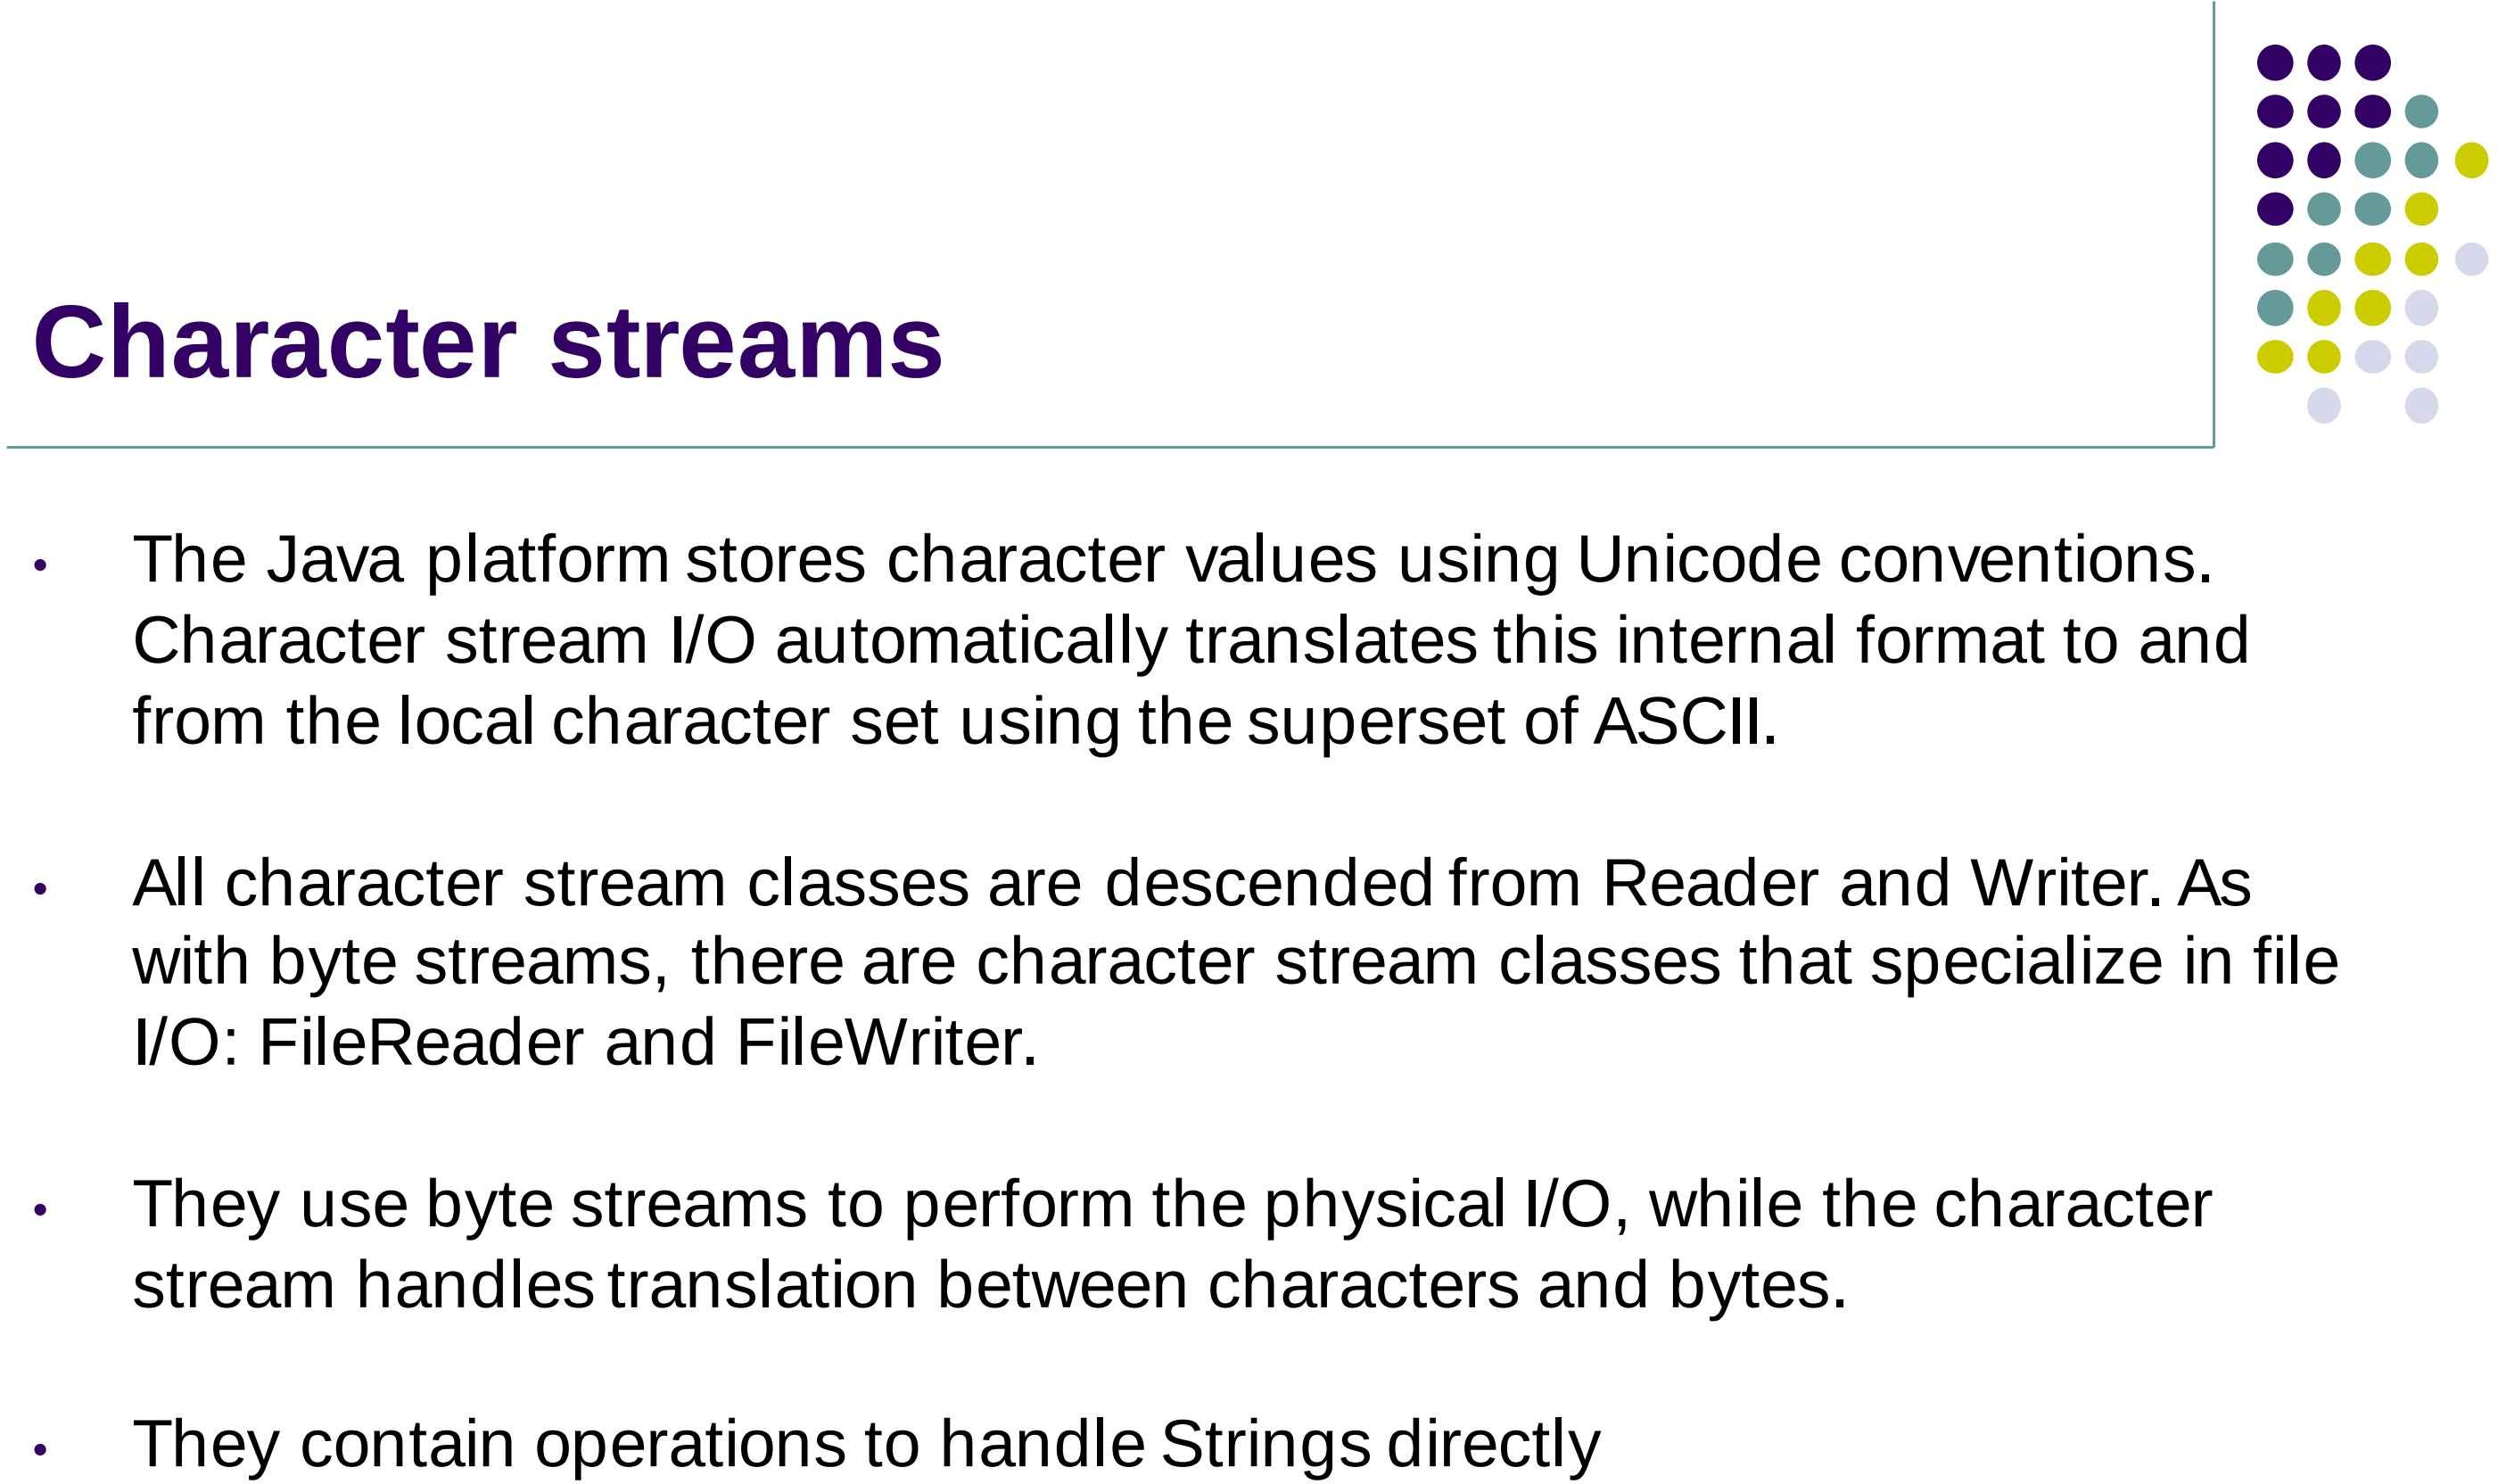 Character streams
• The Java platform stores character values using Unicode conventions.
Character stream I/O automatically translates this internal format to and
from the local character set using the superset of ASCII.
• All character stream classes are descended from Reader and Writer. As
with byte streams, there are character stream classes that specialize in file
I/O: FileReader and FileWriter.
• They use byte streams to perform the physical I/O, while the character
stream handles translation between characters and bytes.
• They contain operations to handle Strings directly